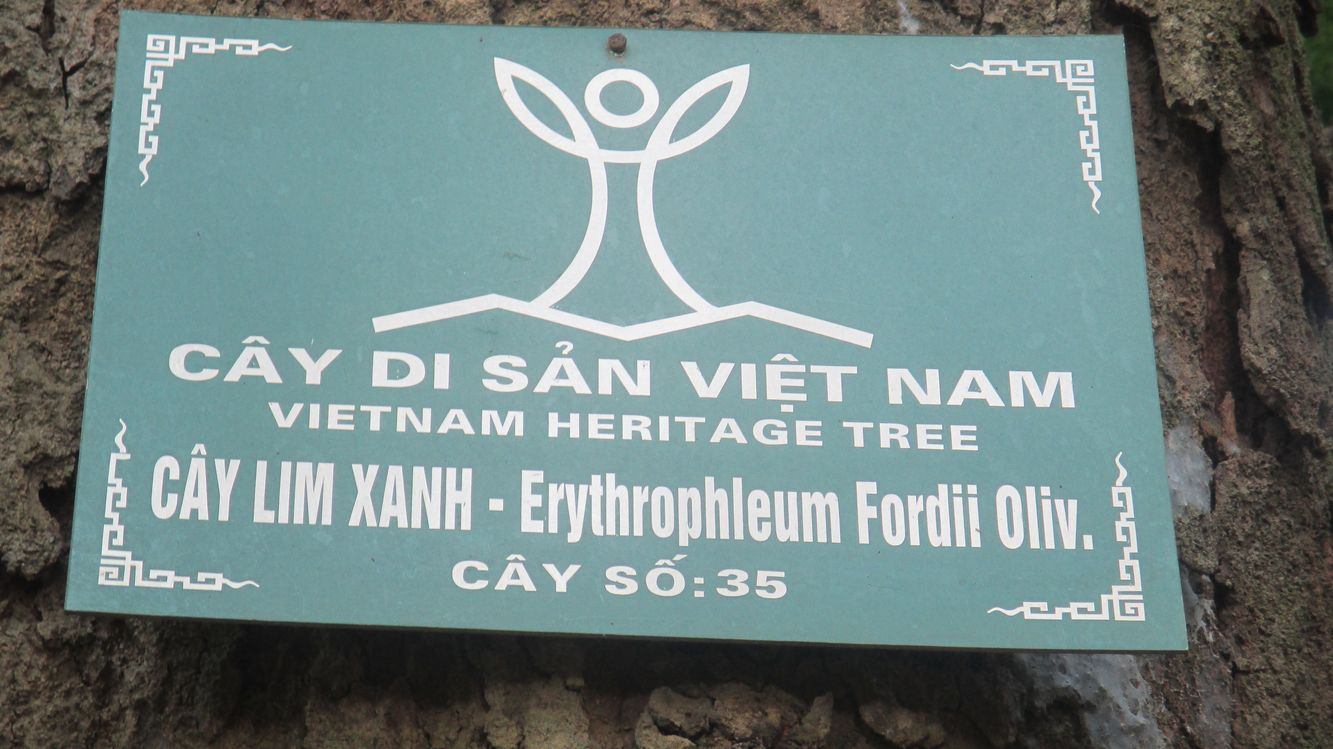 CÂY DI SẢN VIỆT NAM
VIETNAM HERITAGE TREE
CÂY LIM XANH - Erythrophleum Fordii Oliv.
CÂY SỐ:35